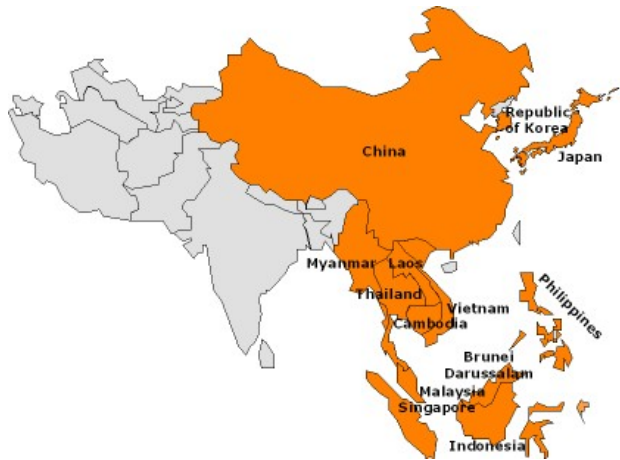 Republic
of Korea
Japan
China
Myanmar
Laos
Thailand
Vietnam
Cambodia
Philippines
Brunei
Darussalam
Malaysia
Singapore
Indonesia